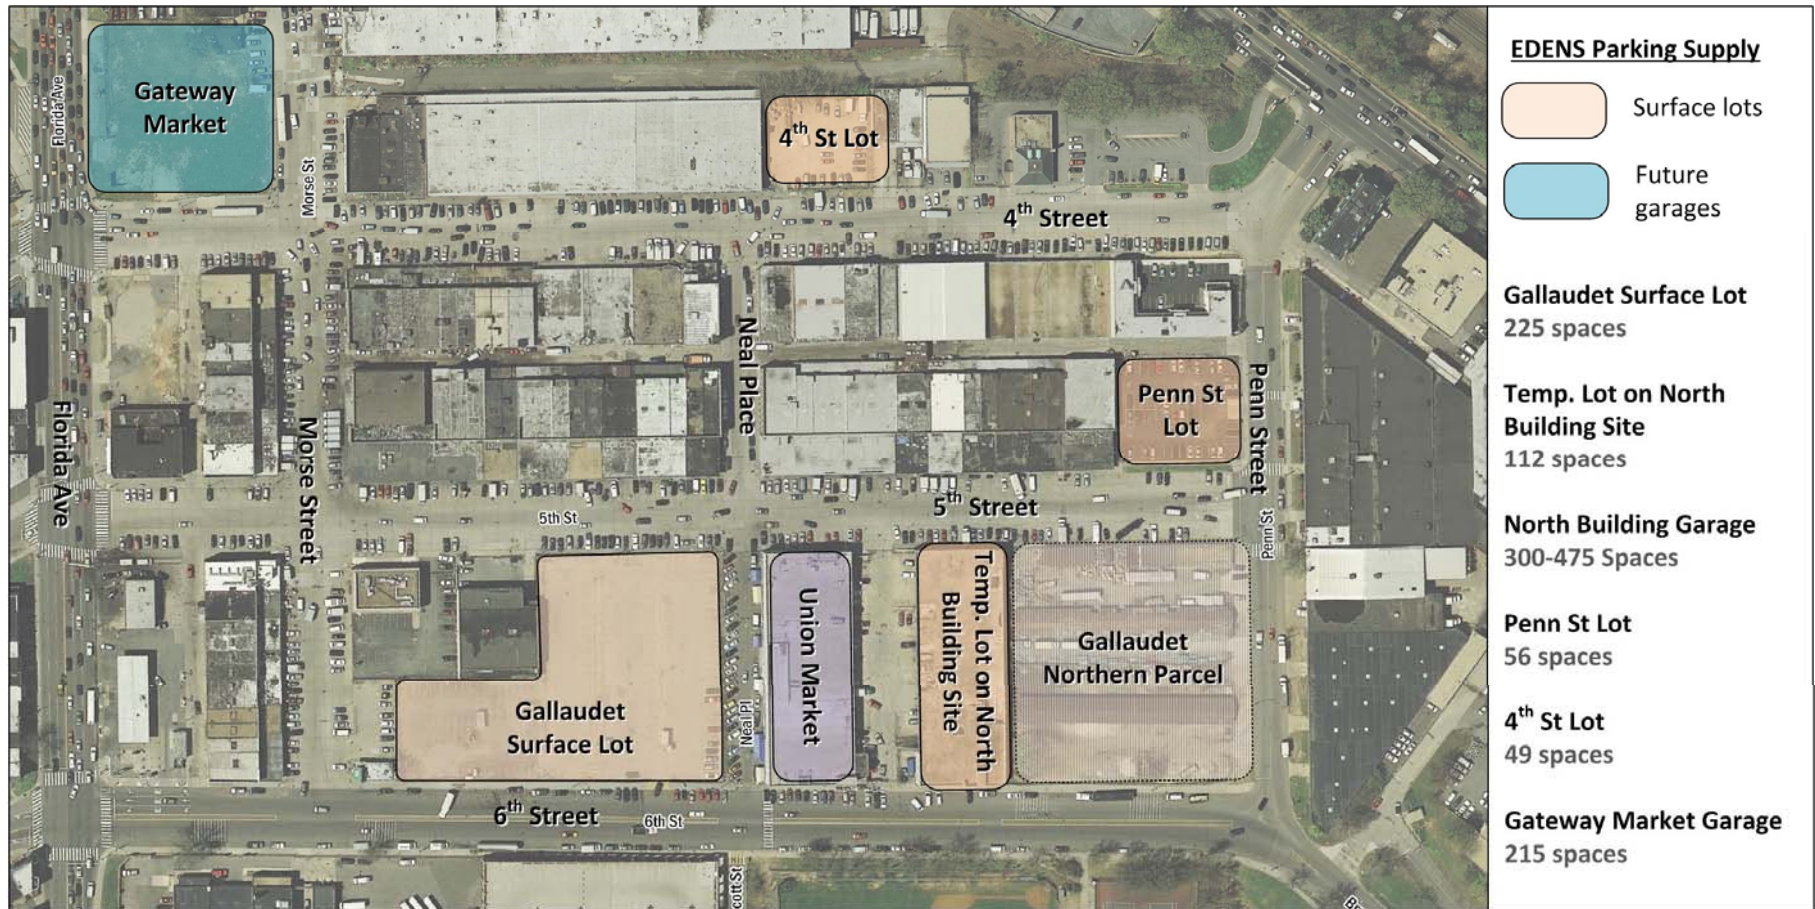 Gateway
Market
Florida Ave
Morse St
4th St Lot
4th Street
Neal Place
Penn St
Lot
Penn Street
Florida Ave
Morse Street
5th St
5th Street
Penn St
Gallaudet
Surface Lot
Neal Pl
Union Market
Temp. Lot on North
Building Site
Gallaudet
Northern Parcel
6th Street
6th St
EDENS Parking Supply
Surface lots
Future
garages
Gallaudet Surface Lot
225 spaces
Temp. Lot on North
Building Site
112 spaces
North Building Garage
300-475 Spaces
Penn St Lot
56 spaces
4th St Lot
49 spaces
Gateway Market Garage
215 spaces